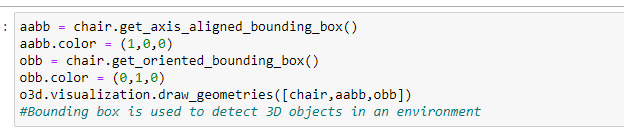 : aabb = chair.get_axis_aligned_bounding_box()
aabb.color = (1,0,0)
obb = chair.get_oriented_bounding_box()
obb.color = (0,1,0)
o3d.visualization.draw_geometries([chair,aabb,obb])
#Bounding box is used to detect 3D objects in an environment